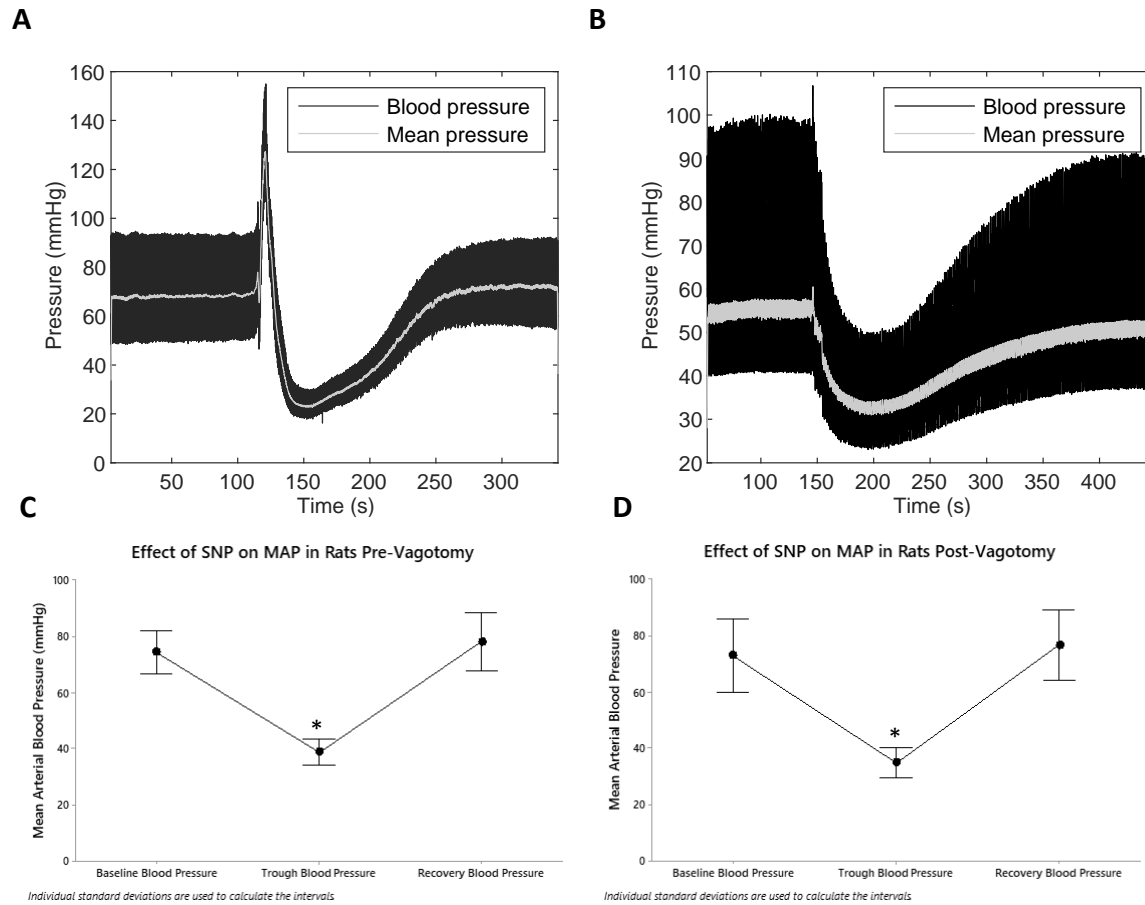 A
160
140
120
100
80
60
40
20
0
Pressure (mmHg)
Blood pressure
Mean pressure
50 100 150 200 250 300
Time (s)
B
110
100
90
80
70
60
50
40
30
20
Pressure (mmHg)
Blood pressure
Mean pressure
100 150 200 250 300 350 400
Time (s)
C
Effect of SNP on MAP in Rats Pre-Vagotomy
100
80
60
40
20
0
Mean Arterial Blood Pressure (mmHg)
*
Baseline Blood Pressure Trough Blood Pressure Recovery Blood Pressure
Individual standard deviations are used to calculate the intervals
D
Effect of SNP on MAP in Rats Post-Vagotomy
100
80
60
40
20
0
Mean Arterial Blood Pressure
*
Baseline Blood Pressure Trough Blood Pressure Recovery Blood Pressure
Individual standard deviations are used to calculate the intervals